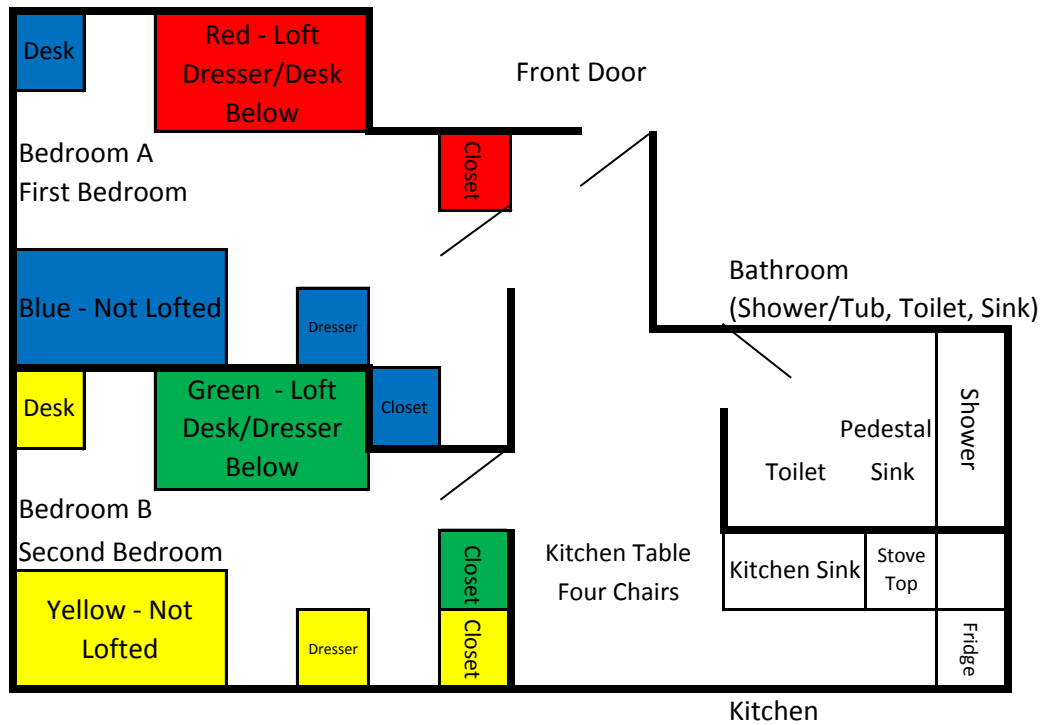 Desk
Red - Loft
Dresser/Desk
Below
Front Door
Bedroom A
First Bedroom
Closet
Blue - Not Lofted
Dresser
Bathroom
(Shower/Tub, Toilet, Sink)
Desk
Green - Loft
Desk/Dresser
Below
Closet
Shower
Pedestal
Toilet Sink
Bedroom B
Second Bedroom
Closet
Kitchen Table
Four Chairs
Kitchen Sink
Stove
Top
Yellow - Not
Lofted
Dresser
Closet
Fridge
Kitchen